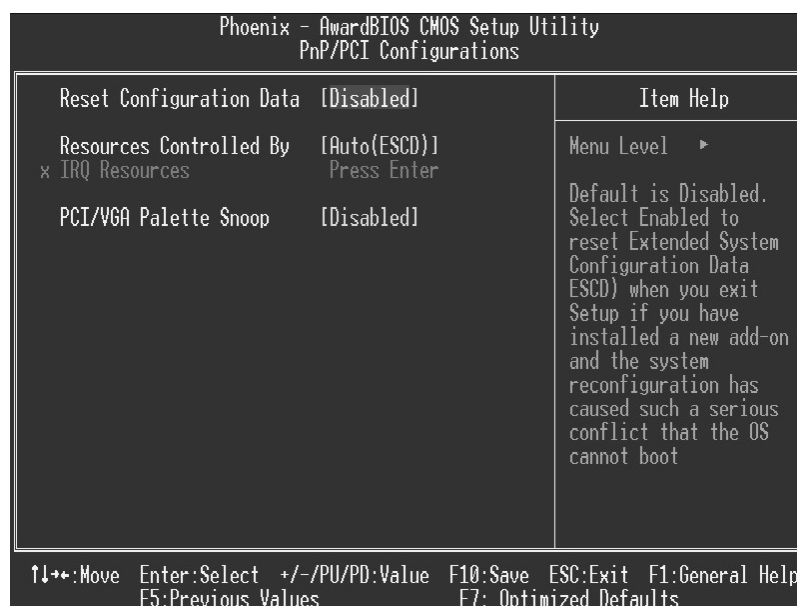 Phoenix - AwardBIOS CMOS Setup Utility
PnP/PCI Configurations
Reset Configuration Data [Disabled]
Resources Controlled By [Auto(ESCD)]
x IRQ Resources Press Enter
PCI/VGA Palette Snoop [Disabled]
Item Help
Menu Level ▶
Default is Disabled.
Select Enabled to
reset Extended System
Configuration Data
ESCD) when you exit
Setup if you have
installed a new add-on
and the system
reconfiguration has
caused such a serious
conflict that the OS
cannot boot
↑↓→←:Move Enter:Select +/-/PU/PD:Value F10:Save ESC:Exit F1:General Help
F5:Previous Values F7: Optimized Defaults